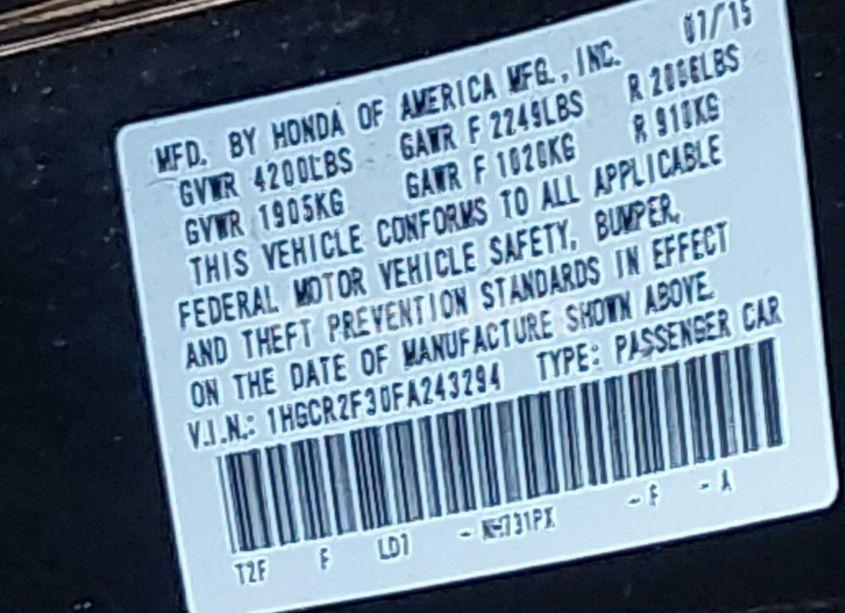 MFD. BY HONDA OF AMERICA MFG., INC. 07/15
GVWR 4200LBS GAWR F 2249LBS R 2006LBS
GVWR 1905KG GAWR F 1020KG R 910KG
THIS VEHICLE CONFORMS TO ALL APPLICABLE
FEDERAL MOTOR VEHICLE SAFETY, BUMPER,
AND THEFT PREVENTION STANDARDS IN EFFECT
ON THE DATE OF MANUFACTURE SHOWN ABOVE.
V.I.N.: 1HGCR2F30FA243294 TYPE: PASSENGER CAR
T2F F LD7 - NH731PX - F - A